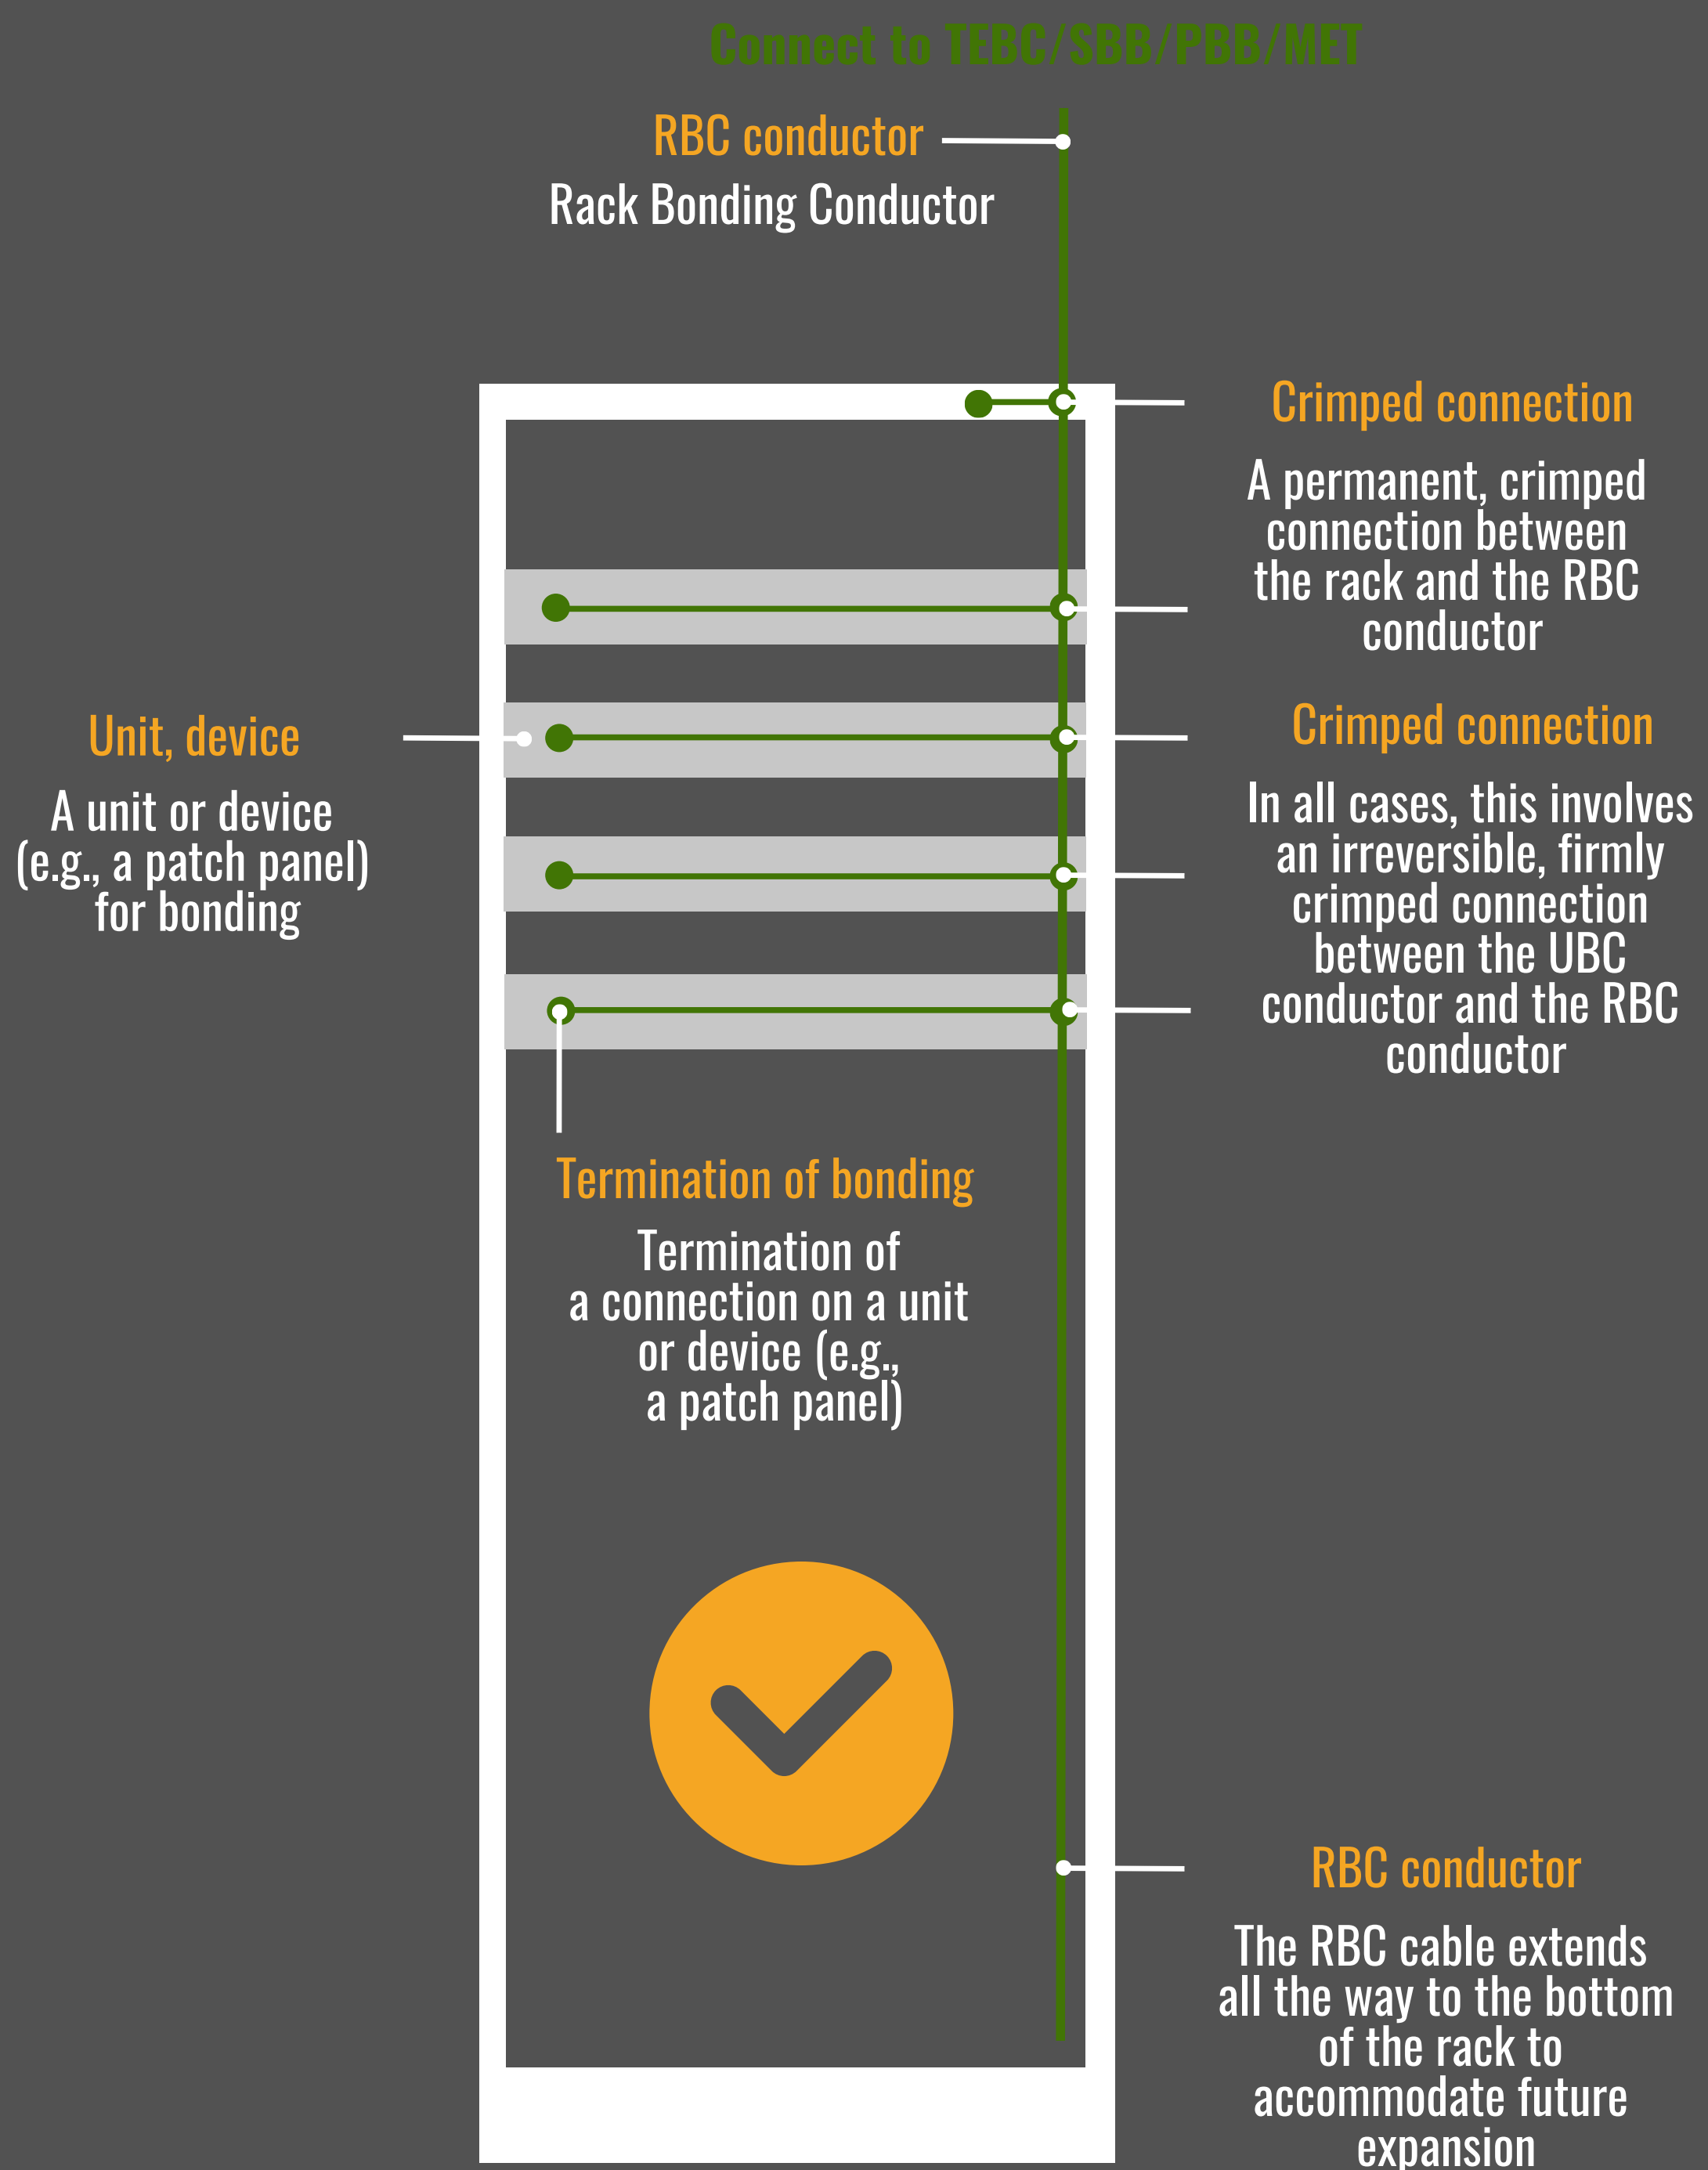 Connect to TEBC/SBB/PBB/MET
RBC conductor
Rack Bonding Conductor
Crimped connection
A permanent, crimped
connection between
the rack and the RBC
conductor
Unit, device
A unit or device
(e.g., a patch panel)
for bonding
Crimped connection
In all cases, this involves
an irreversible, firmly
crimped connection
between the UBC
conductor and the RBC
conductor
Termination of bonding
Termination of
a connection on a unit
or device (e.g.,
a patch panel)
RBC conductor
The RBC cable extends
all the way to the bottom
of the rack to
accommodate future
expansion